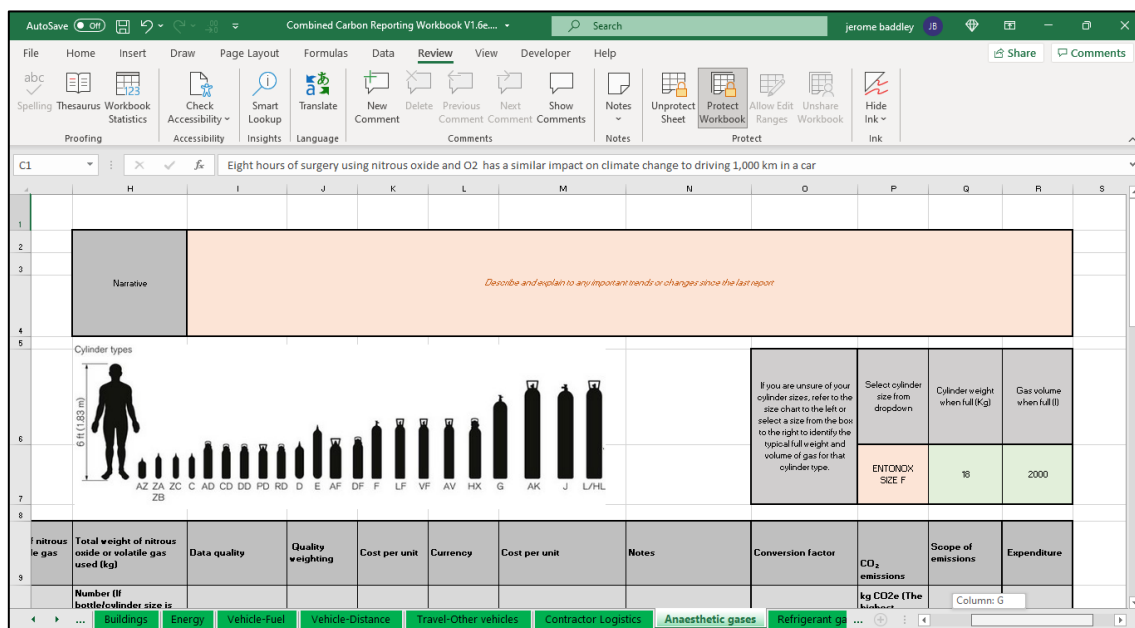 AutoSave Off Combined Carbon Reporting Workbook V1.6e.... Search jerome baddley JB
File Home Insert Draw Page Layout Formulas Data Review View Developer Help Share Comments
abc 123
Spelling Thesaurus Workbook Statistics Check Accessibility Smart Lookup Translate New Comment Delete Previous Comment Next Comment Show Comments Notes Unprotect Sheet Protect Workbook Allow Edit Ranges Unshare Workbook Hide Ink
Proofing Accessibility Insights Language Comments Notes Protect Ink
C1 fx Eight hours of surgery using nitrous oxide and O2 has a similar impact on climate change to driving 1,000 km in a car
H I J K L M N O P Q R S
1
2
3
4
5
6
7
8
9
Narrative
Describe and explain to any important trends or changes since the last report
Cylinder types
6 ft (1.83 m)
AZ ZA ZC C AD CD DD PD RD D E AF DF F LF VF AV HX G AK J L/HL
ZB
If you are unsure of your
cylinder sizes, refer to the
size chart to the left or
select a size from the box
to the right to identify the
typical full weight and
volume of gas for that
cylinder type.
Select cylinder
size from
dropdown
Cylinder weight
when full (Kg)
Gas volume
when full (l)
ENTONOX
SIZE F
18
2000
nitrous
le gas
Total weight of nitrous
oxide or volatile gas
used (kg)
Data quality
Quality
weighting
Cost per unit
Currency
Cost per unit
Notes
Conversion factor
CO₂
emissions
Scope of
emissions
Expenditure
Number (If
bottle/cylinder size is
kg CO2e (The
highest
Column: G
... Buildings Energy Vehicle-Fuel Vehicle-Distance Travel-Other vehicles Contractor Logistics Anaesthetic gases Refrigerant ga ...